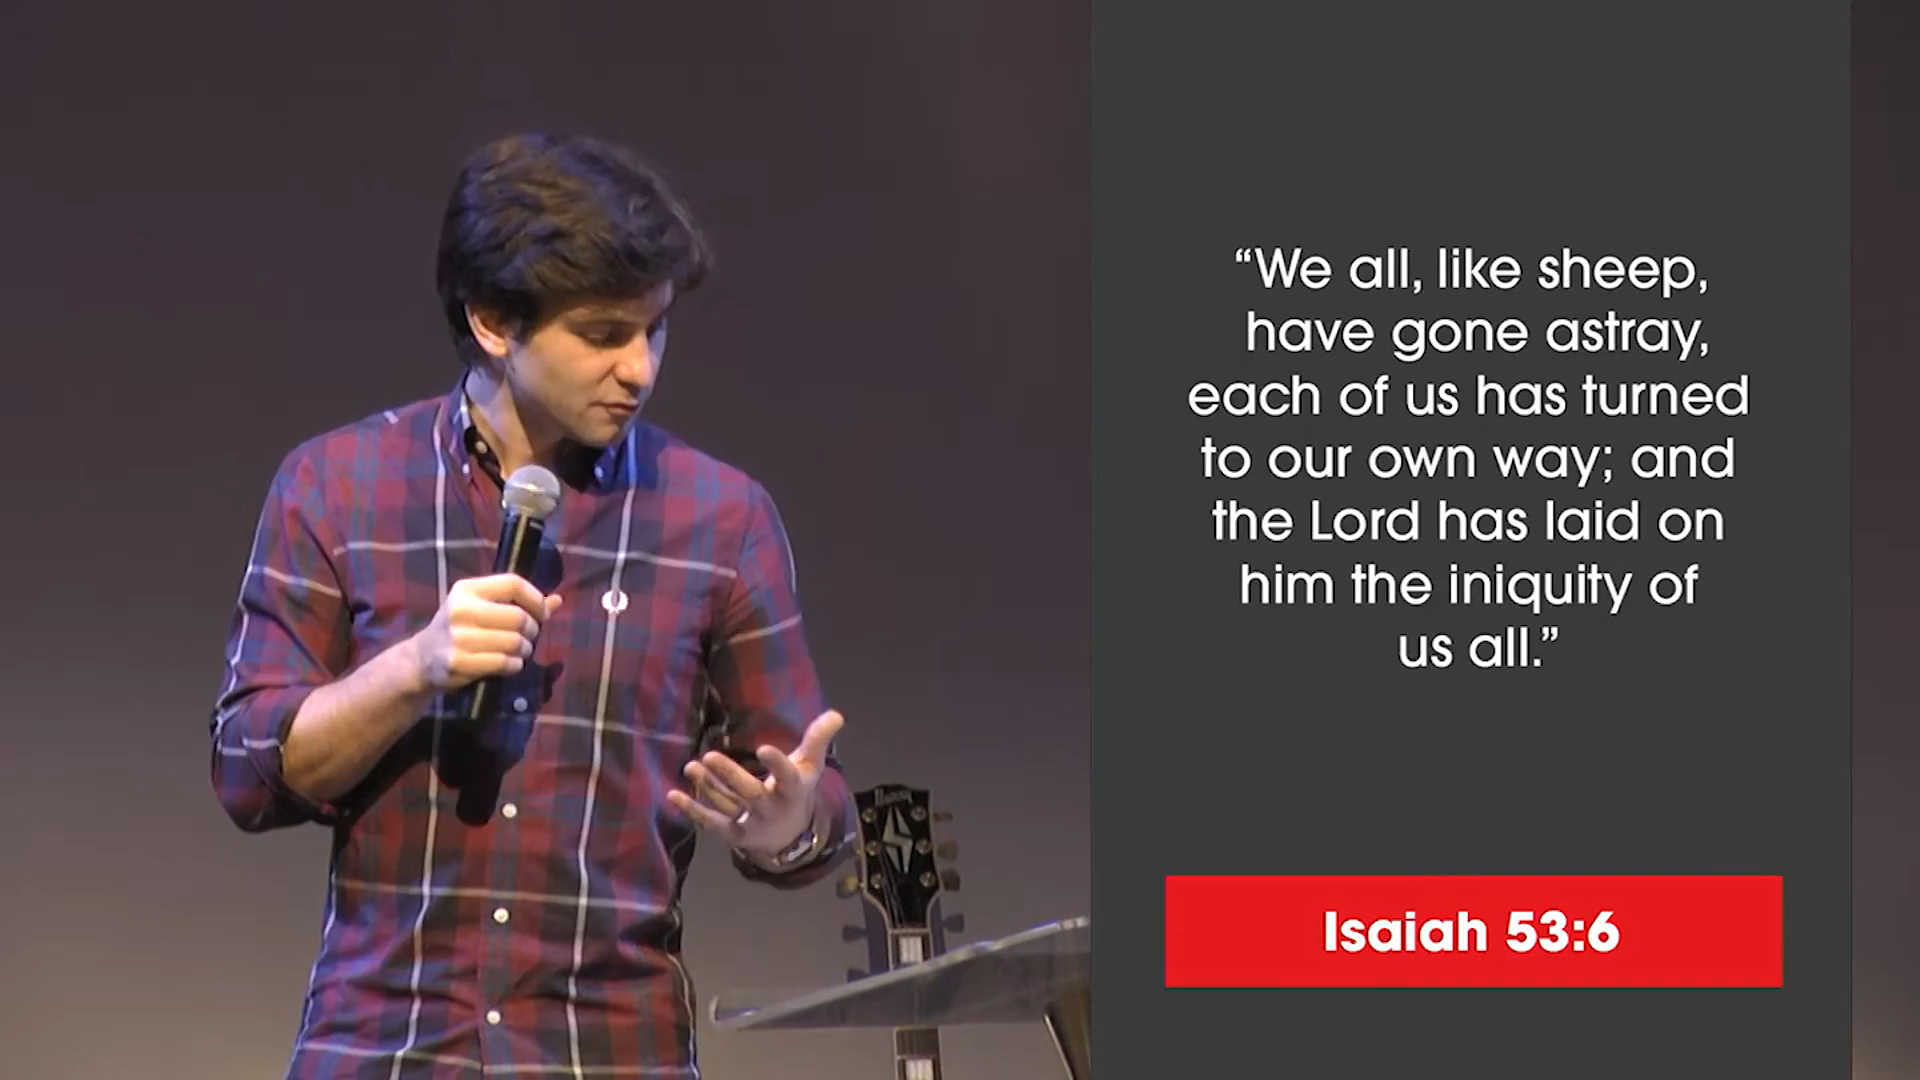 “We all, like sheep,
have gone astray,
each of us has turned
to our own way; and
the Lord has laid on
him the iniquity of
us all.”
Isaiah 53:6